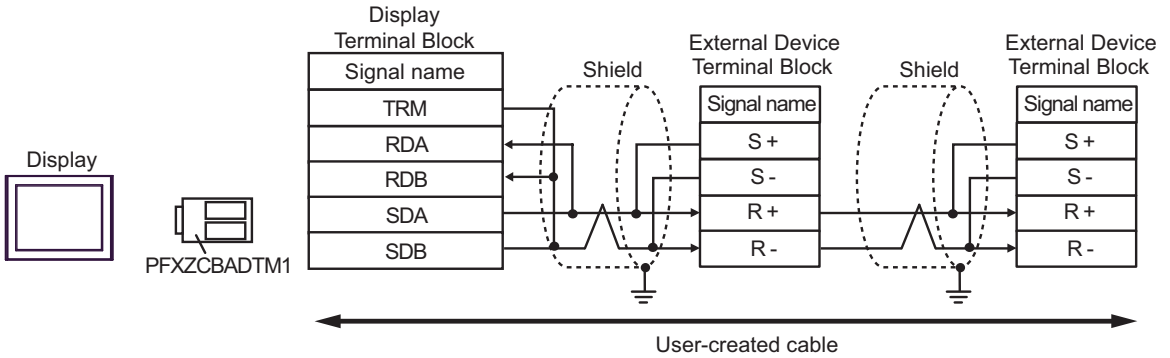 Display
Terminal Block
Signal name
TRM
RDA
RDB
SDA
SDB
Shield
External Device
Terminal Block
Signal name
S +
S -
R +
R -
Shield
External Device
Terminal Block
Signal name
S +
S -
R +
R -
Display
PFXZCBADTM1
User-created cable